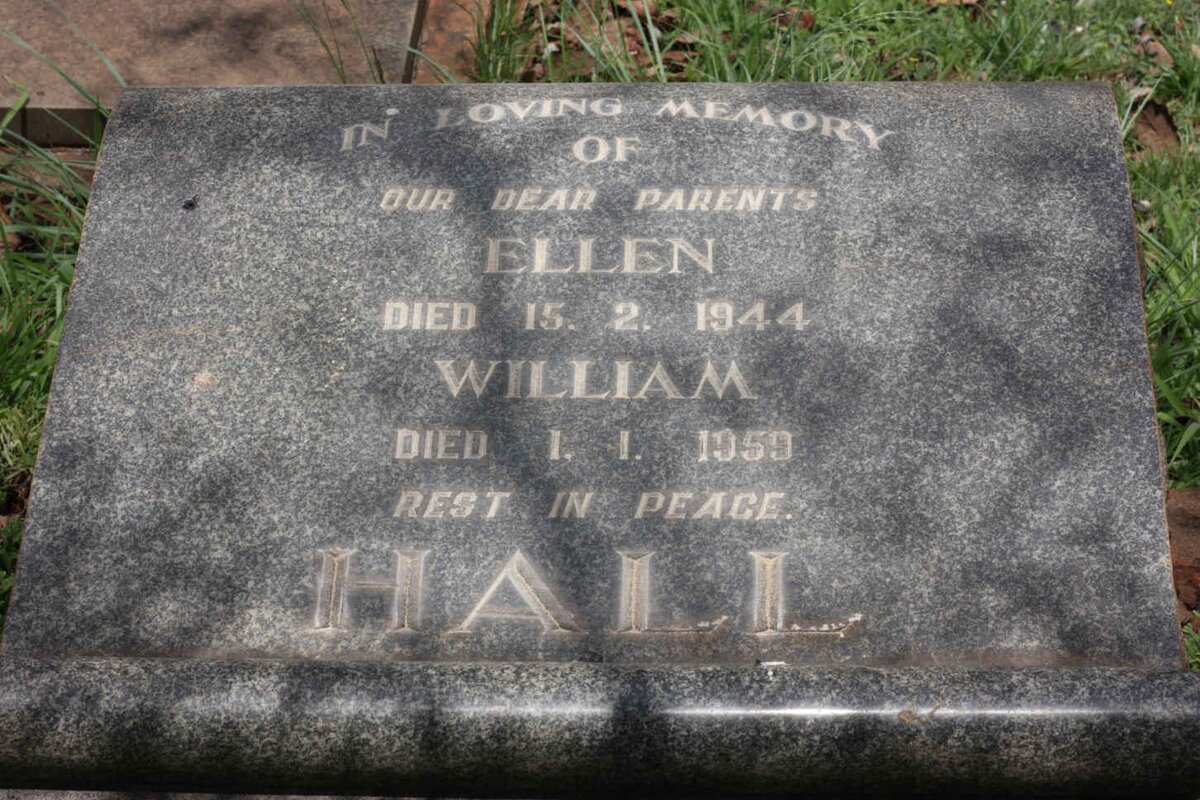 IN LOVING MEMORY
OF
OUR DEAR PARENTS
ELLEN
DIED 15. 2. 1944
WILLIAM
DIED 1. 1. 1959
REST IN PEACE.
HALL